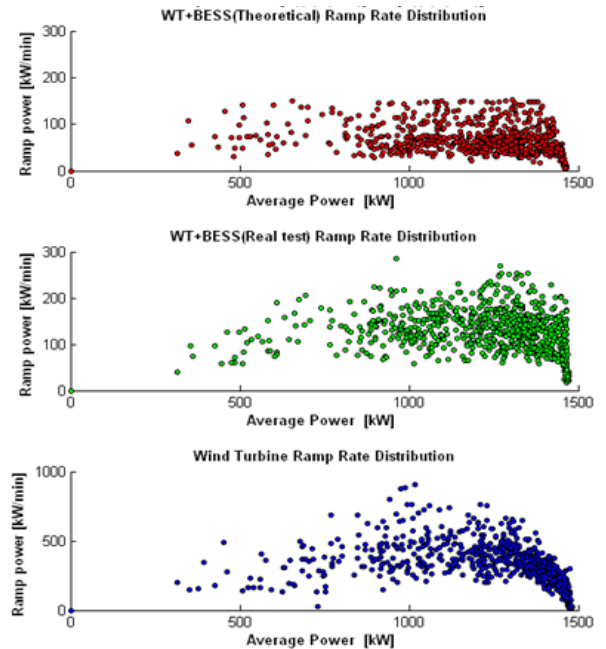 WT+BESS(Theoretical) Ramp Rate Distribution
Ramp power [kW/min]
300
200
100
0
0 500 1000 1500
Average Power [kW]
WT+BESS(Real test) Ramp Rate Distribution
Ramp power [kW/min]
300
200
100
0
0 500 1000 1500
Average Power [kW]
Wind Turbine Ramp Rate Distribution
Ramp power [kW/min]
1000
500
0
0 500 1000 1500
Average Power [kW]